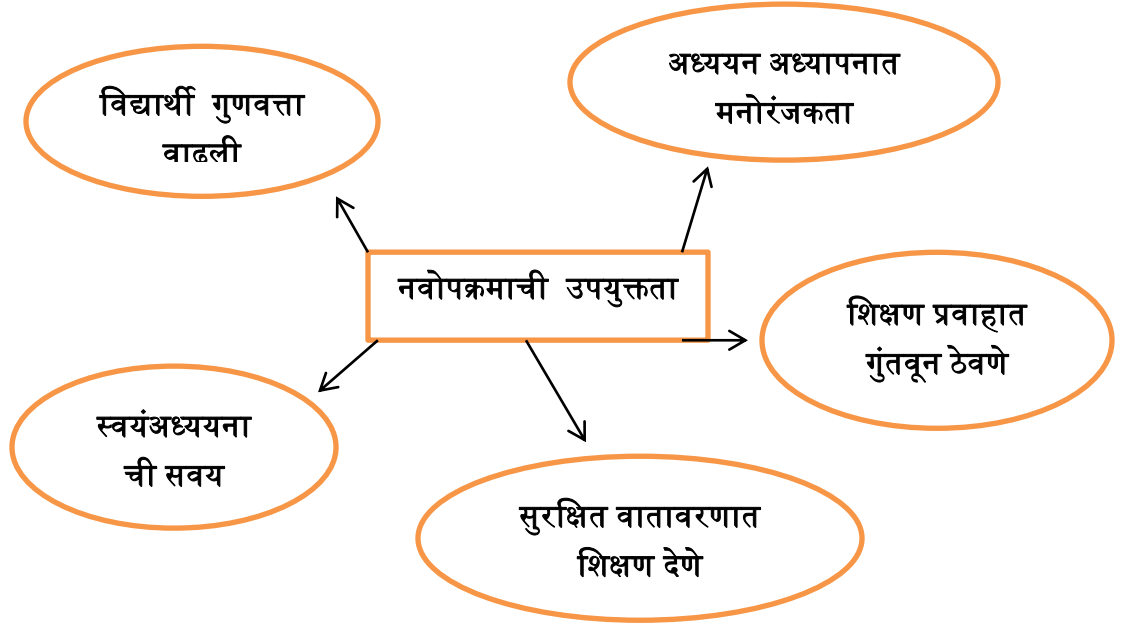 विद्यार्थी गुणवत्ता
वाढली
अध्ययन अध्यापनात
मनोरंजकता
नवोपक्रमाची उपयुक्तता
शिक्षण प्रवाहात
गुंतवून ठेवणे
स्वयंअध्ययना
ची सवय
सुरक्षित वातावरणात
शिक्षण देणे